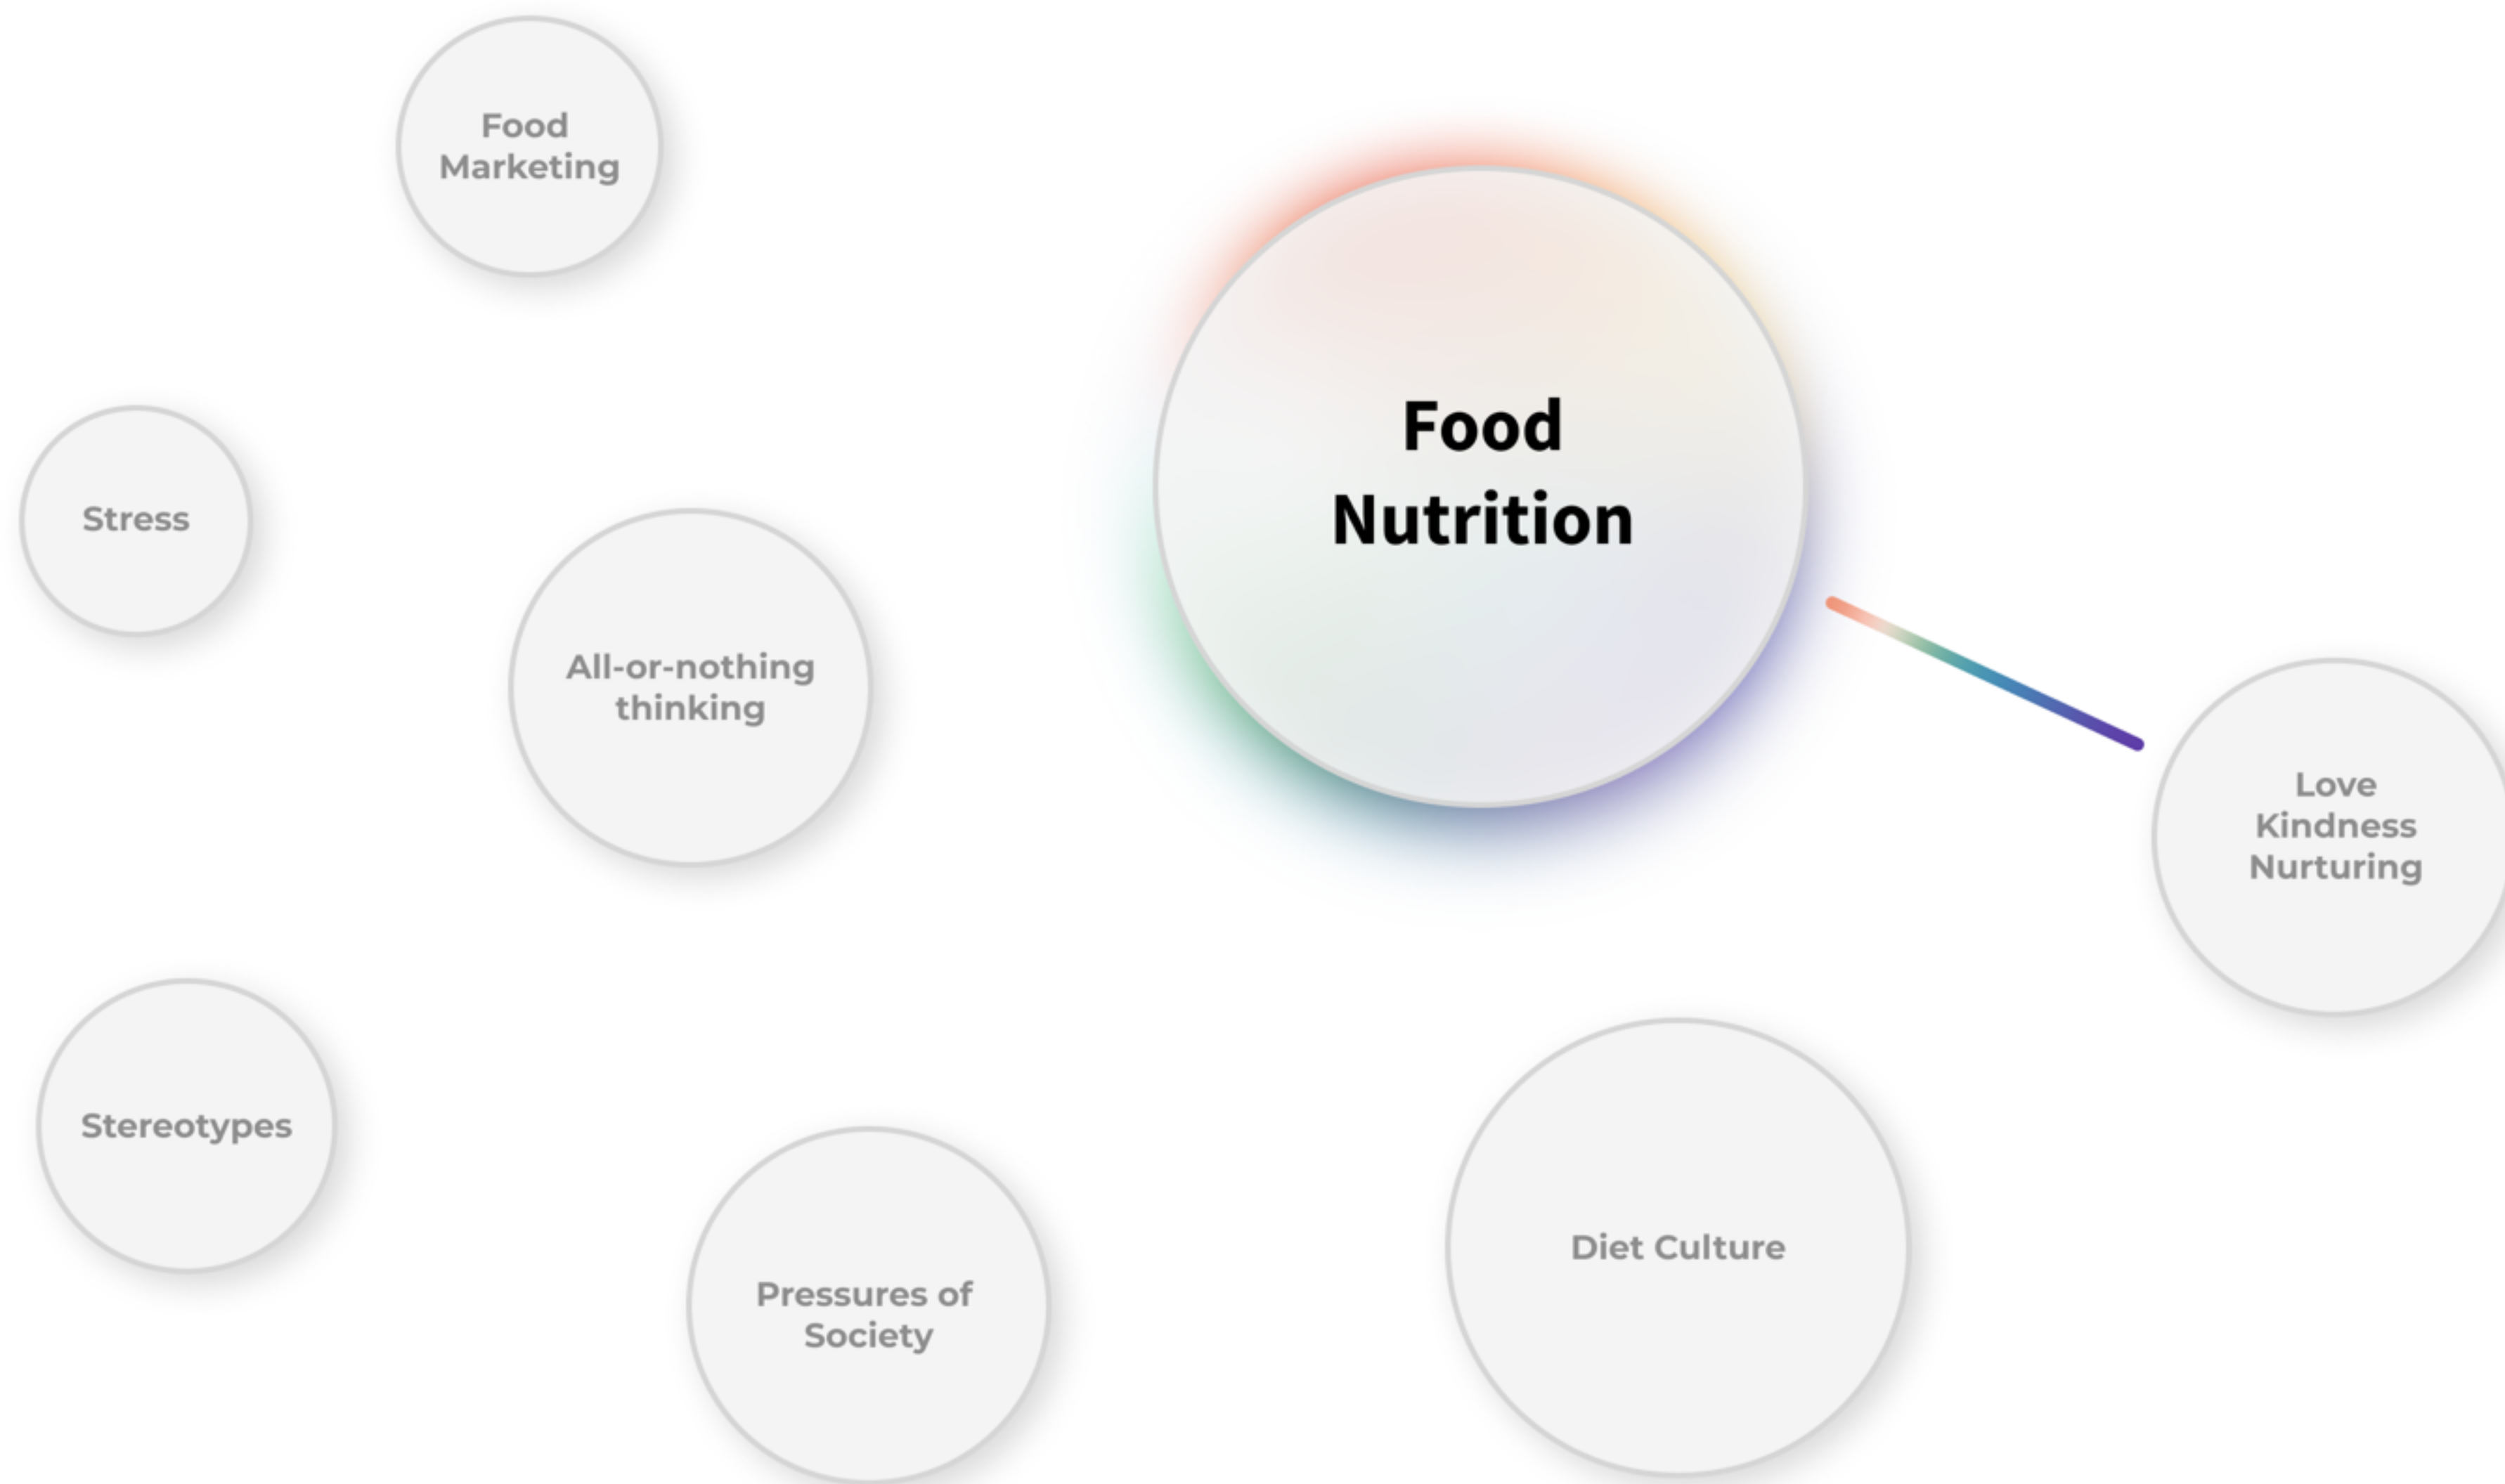 Food
Marketing
Food
Nutrition
Stress
All-or-nothing
thinking
Love
Kindness
Nurturing
Stereotypes
Pressures of
Society
Diet Culture